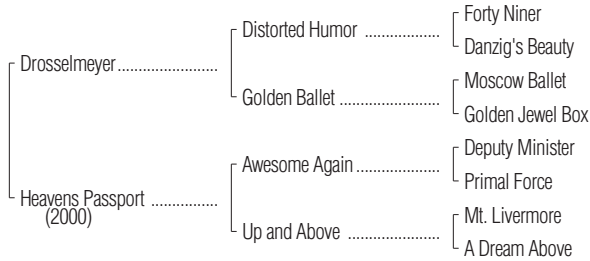 Forty Niner
Distorted Humor ..................
Danzig's Beauty
Drosselmeyer........................
Moscow Ballet
Golden Ballet ........................
Golden Jewel Box
Deputy Minister
Awesome Again....................
Primal Force
Heavens Passport ................
(2000)
Mt. Livermore
Up and Above ......................
A Dream Above